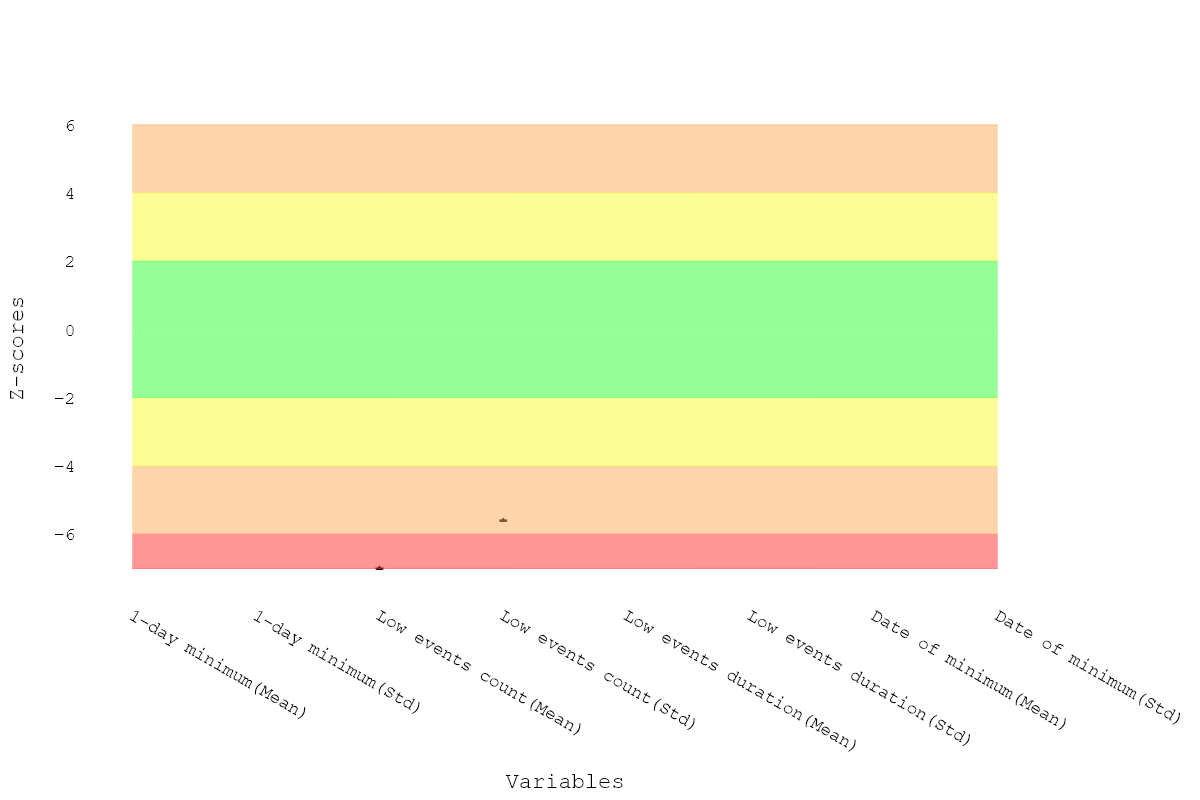 6
4
2
0
-2
-4
-6
Z-scores
1-day minimum(Mean)
1-day minimum(Std)
Low events count(Mean)
Low events count(Std)
Low events duration(Mean)
Low events duration(Std)
Date of minimum(Mean)
Date of minimum(Std)
Variables